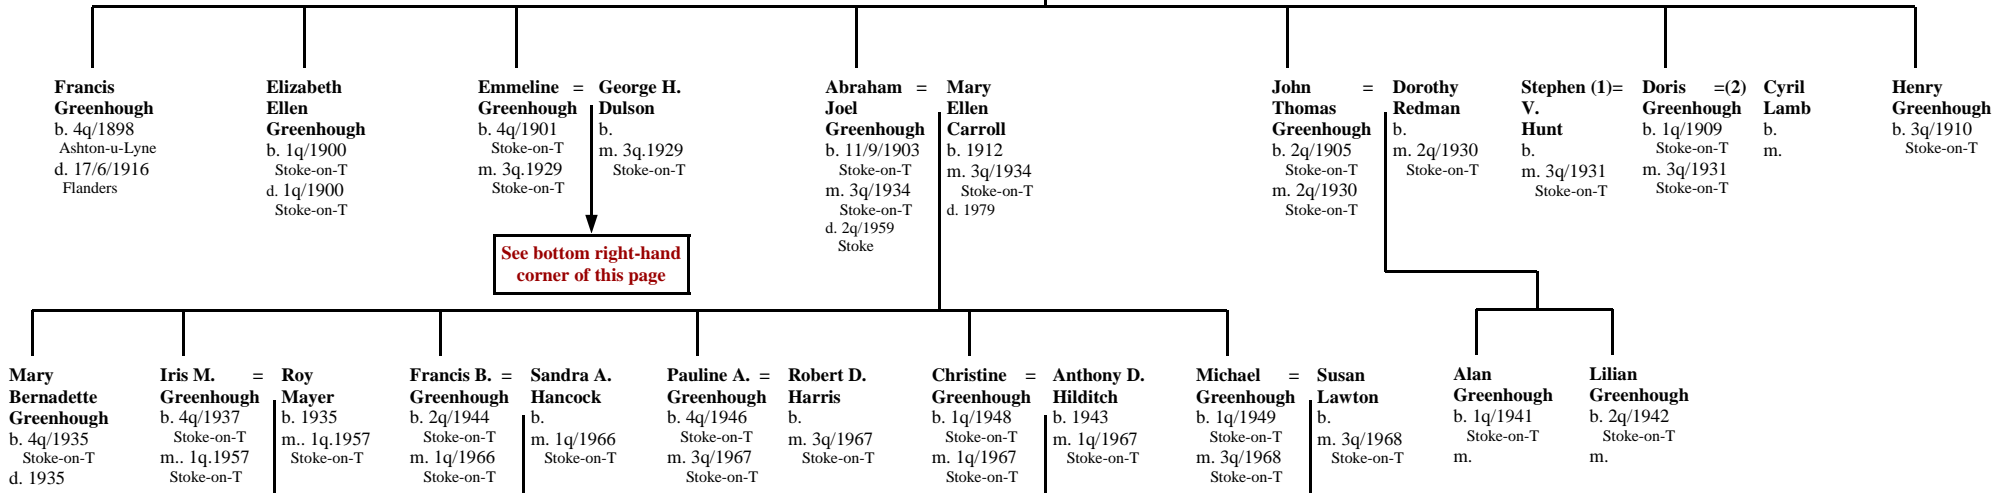 Francis
Greenhough
b. 4q/1898
Ashton-u-Lyne
d. 17/6/1916
Flanders
Elizabeth
Ellen
Greenhough
b. 1q/1900
Stoke-on-T
d. 1q/1900
Stoke-on-T
Emmeline =
Greenhough
b. 4q/1901
Stoke-on-T
m. 3q.1929
Stoke-on-T
George H.
Dulson
b.
m. 3q.1929
Stoke-on-T
See bottom right-hand
corner of this page
Abraham =
Joel
Greenhough
b. 11/9/1903
Stoke-on-T
m. 3q/1934
Stoke-on-T
d. 2q/1959
Stoke
Mary
Ellen
Carroll
b. 1912
m. 3q/1934
Stoke-on-T
d. 1979
John =
Thomas
Greenhough
b. 2q/1905
Stoke-on-T
m. 2q/1930
Stoke-on-T
Dorothy
Redman
b.
m. 2q/1930
Stoke-on-T
Stephen (1)=
V.
Hunt
b.
m. 3q/1931
Stoke-on-T
Doris =(2)
Greenhough
b. 1q/1909
Stoke-on-T
m. 3q/1931
Stoke-on-T
Cyril
Lamb
b.
m.
Henry
Greenhough
b. 3q/1910
Stoke-on-T
Mary
Bernadette
Greenhough
b. 4q/1935
Stoke-on-T
d. 1935
Iris M. =
Greenhough
b. 4q/1937
Stoke-on-T
m.. 1q.1957
Stoke-on-T
Roy
Mayer
b. 1935
m.. 1q.1957
Stoke-on-T
Francis B. =
Greenhough
b. 2q/1944
Stoke-on-T
m. 1q/1966
Stoke-on-T
Sandra A.
Hancock
b.
m. 1q/1966
Stoke-on-T
Pauline A. =
Greenhough
b. 4q/1946
Stoke-on-T
m. 3q/1967
Stoke-on-T
Robert D.
Harris
b.
m. 3q/1967
Stoke-on-T
Christine =
Greenhough
b. 1q/1948
Stoke-on-T
m. 1q/1967
Stoke-on-T
Anthony D.
Hilditch
b. 1943
m. 1q/1967
Stoke-on-T
Michael =
Greenhough
b. 1q/1949
Stoke-on-T
m. 3q/1968
Stoke-on-T
Susan
Lawton
b.
m. 3q/1968
Stoke-on-T
Alan
Greenhough
b. 1q/1941
Stoke-on-T
m.
Lilian
Greenhough
b. 2q/1942
Stoke-on-T
m.